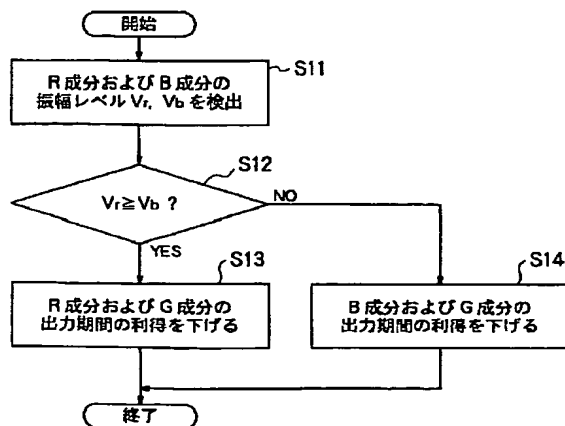 開始
R成分およびB成分の
振幅レベルVr, Vbを検出
S11
S12
Vr≧Vb ?
NO
YES
S13
R成分およびG成分の
出力期間の利得を下げる
S14
B成分およびG成分の
出力期間の利得を下げる
終了